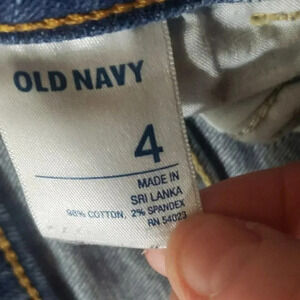 OLD NAVY
4
MADE IN
SRI LANKA
98% COTTON, 2% SPANDEX
RN 54023